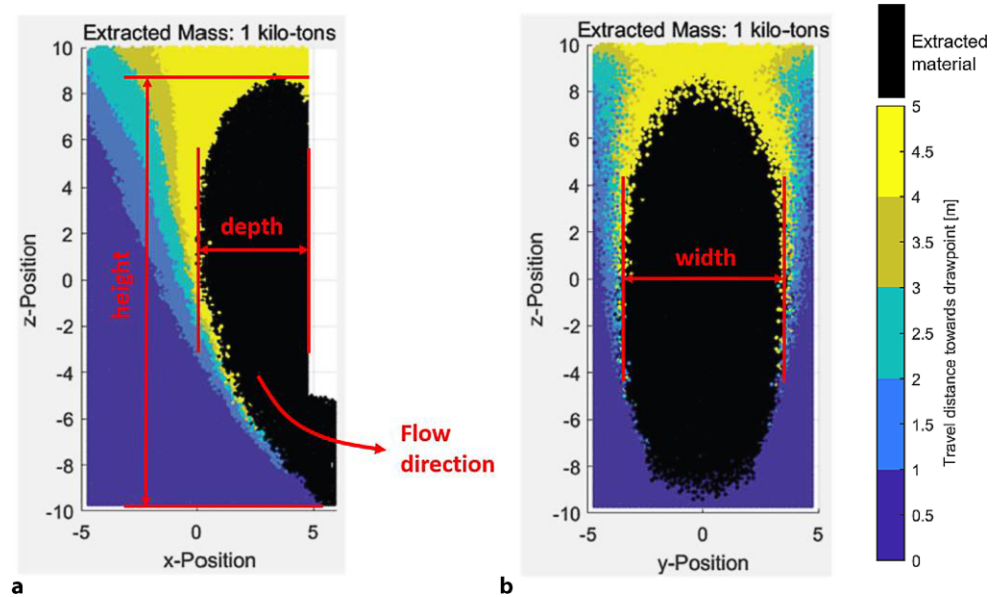 Extracted Mass: 1 kilo-tons
10
8
6
4
2
0
-2
-4
-6
-8
-10
z-Position
-5
0
5
x-Position
height
depth
Flow
direction
a
Extracted Mass: 1 kilo-tons
10
8
6
4
2
0
-2
-4
-6
-8
-10
z-Position
-5
0
5
y-Position
width
b
Extracted
material
5
4.5
4
3.5
3
2.5
2
1.5
1
0.5
0
Travel distance towards drawpoint [m]